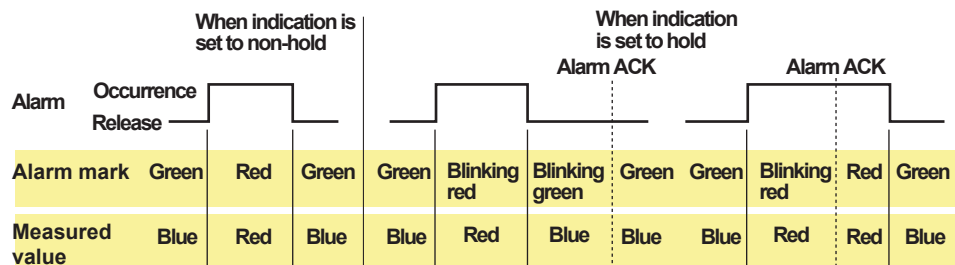 When indication is
set to non-hold
When indication
is set to hold
Alarm ACK
Alarm ACK
Alarm
Occurrence
Release
Alarm mark Green Red Green Green Blinking red Blinking green Green Green Blinking red Red Green
Measured value Blue Red Blue Blue Red Blue Blue Blue Red Red Blue